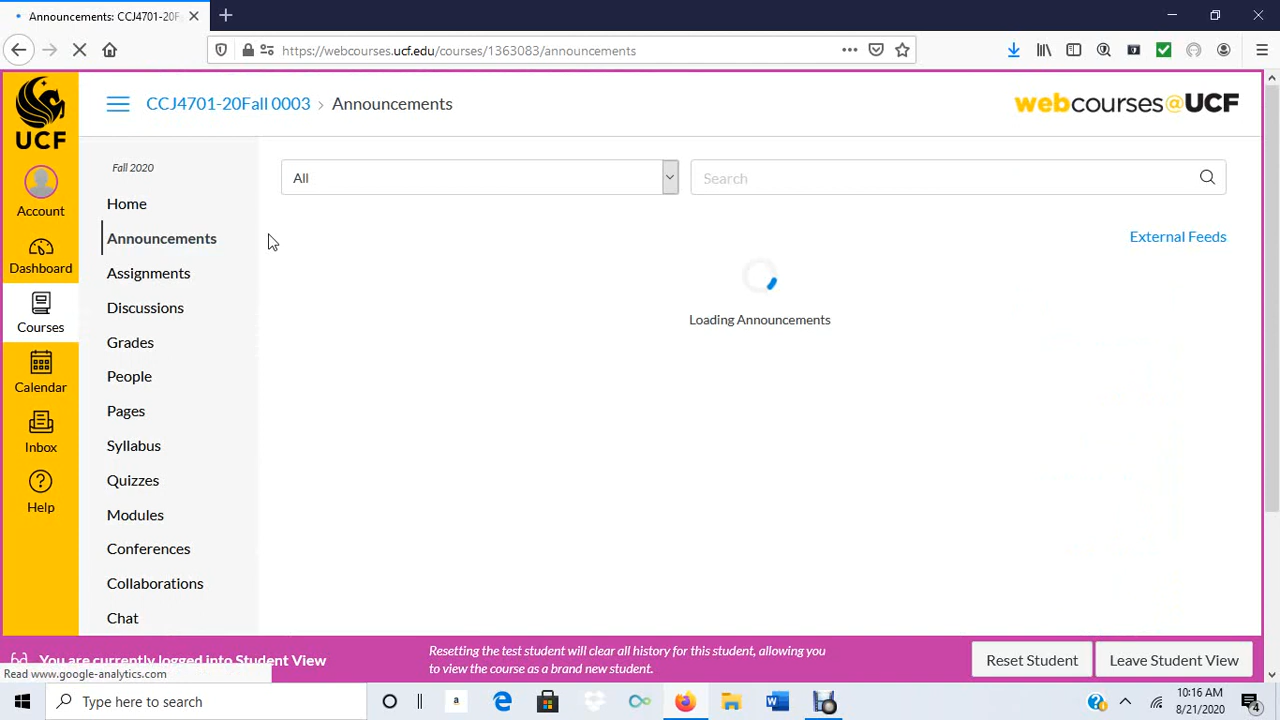 Announcements: CCJ4701-20F
https://webcourses.ucf.edu/courses/1363083/announcements
UCF
CCJ4701-20Fall 0003 › Announcements
webcourses@UCF
Account
Dashboard
Courses
Calendar
Inbox
Help
Fall 2020
Home
Announcements
Assignments
Discussions
Grades
People
Pages
Syllabus
Quizzes
Modules
Conferences
Collaborations
Chat
All
Search
External Feeds
Loading Announcements
You are currently logged into Student View
Resetting the test student will clear all history for this student, allowing you
to view the course as a brand new student.
Reset Student
Leave Student View
Read www.google-analytics.com
Type here to search
a
W
10:16 AM
8/21/2020
4